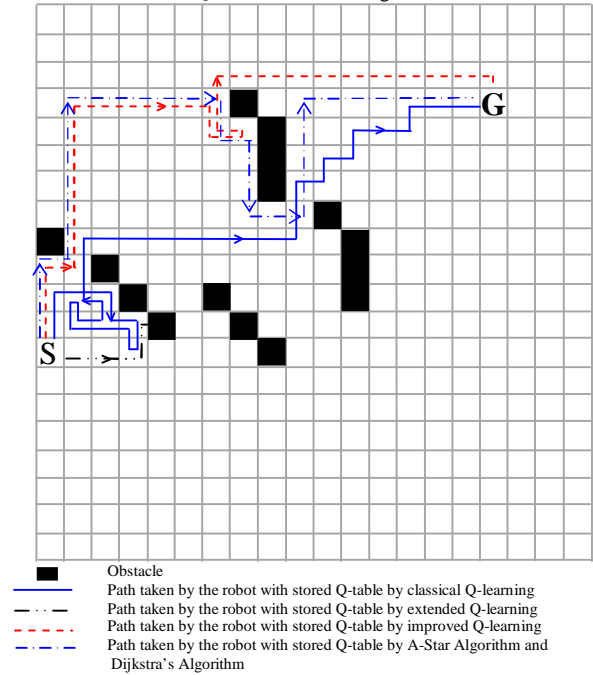 G
S
Obstacle
Path taken by the robot with stored Q-table by classical Q-learning
Path taken by the robot with stored Q-table by extended Q-learning
Path taken by the robot with stored Q-table by improved Q-learning
Path taken by the robot with stored Q-table by A-Star Algorithm and
Dijkstra's Algorithm